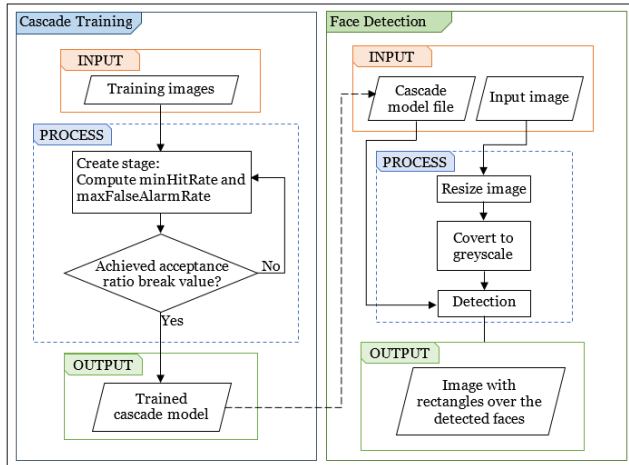 Cascade Training
INPUT
Training images
PROCESS
Create stage:
Compute minHitRate and
maxFalseAlarmRate
Achieved acceptance
ratio break value?
No
Yes
OUTPUT
Trained
cascade model
Face Detection
INPUT
Cascade
model file
Input image
PROCESS
Resize image
Covert to
greyscale
Detection
OUTPUT
Image with
rectangles over the
detected faces